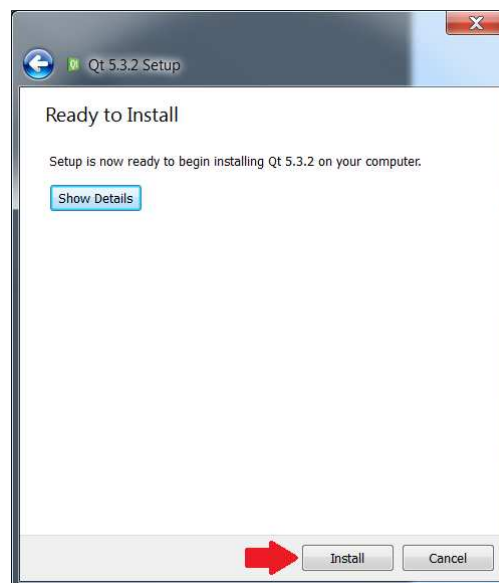 Qt 5.3.2 Setup
Ready to Install
Setup is now ready to begin installing Qt 5.3.2 on your computer.
Show Details
Install
Cancel